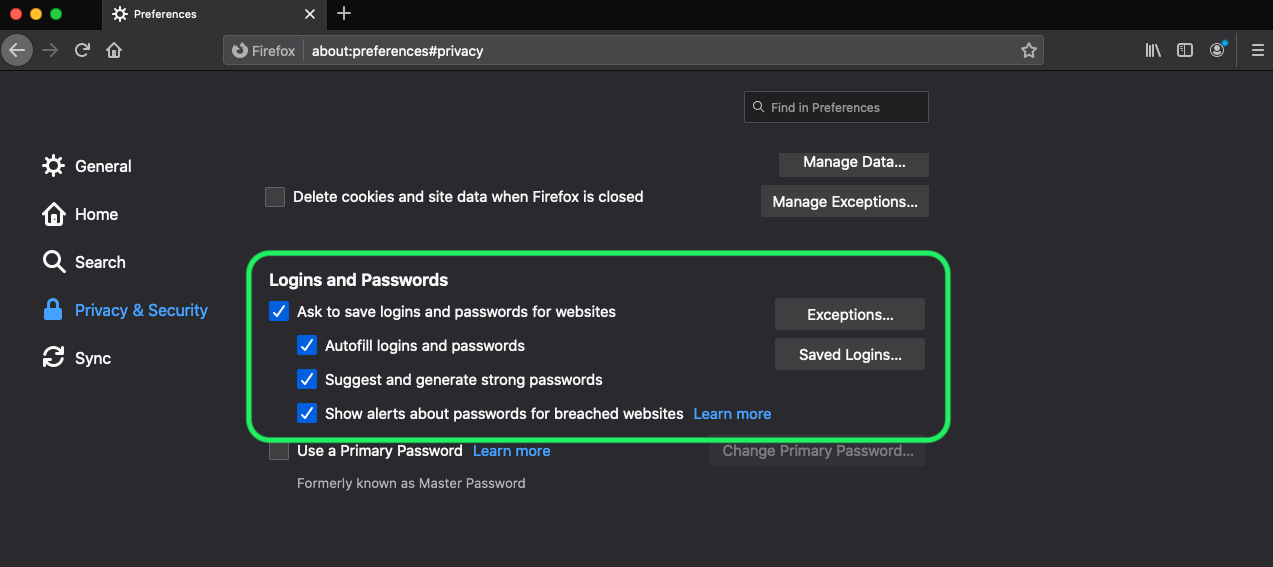 Preferences
Firefox about:preferences#privacy
Find in Preferences
General
Home
Search
Privacy & Security
Sync
Manage Data...
Delete cookies and site data when Firefox is closed
Manage Exceptions...
Logins and Passwords
Ask to save logins and passwords for websites
Exceptions...
Autofill logins and passwords
Saved Logins...
Suggest and generate strong passwords
Show alerts about passwords for breached websites Learn more
Use a Primary Password Learn more
Change Primary Password...
Formerly known as Master Password